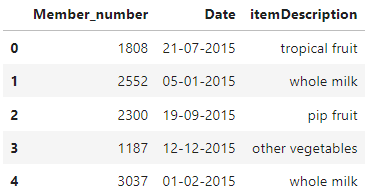 Member_number Date itemDescription
0 1808 21-07-2015 tropical fruit
1 2552 05-01-2015 whole milk
2 2300 19-09-2015 pip fruit
3 1187 12-12-2015 other vegetables
4 3037 01-02-2015 whole milk